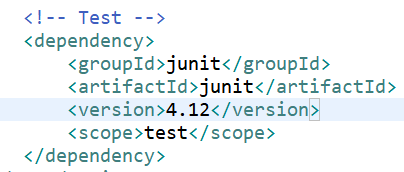 <!-- Test -->
<dependency>
<groupId>junit</groupId>
<artifactId>junit</artifactId>
<version>4.12</version>
<scope>test</scope>
</dependency>